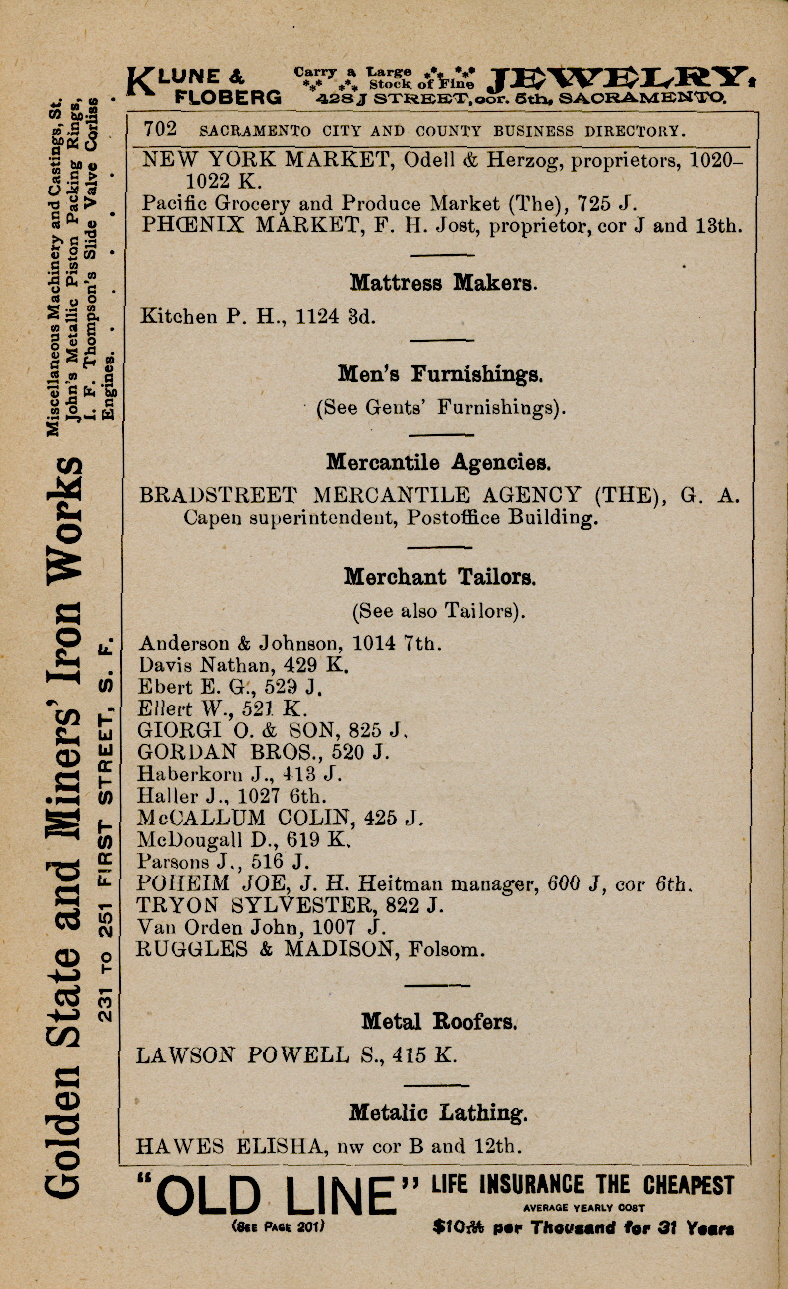 KLUNE & FLOBERG Carry a Large Stock of Fine JEWELRY.
428 J STREET, cor. 5th, SACRAMENTO.
702 SACRAMENTO CITY AND COUNTY BUSINESS DIRECTORY.
NEW YORK MARKET, Odell & Herzog, proprietors, 1020–
1022 K.
Pacific Grocery and Produce Market (The), 725 J.
PHŒNIX MARKET, F. H. Jost, proprietor, cor J and 13th.
Mattress Makers.
Kitchen P. H., 1124 3d.
Men's Furnishings.
(See Gents' Furnishings).
Mercantile Agencies.
BRADSTREET MERCANTILE AGENCY (THE), G. A.
Capen superintendent, Postoffice Building.
Merchant Tailors.
(See also Tailors).
Anderson & Johnson, 1014 7th.
Davis Nathan, 429 K.
Ebert E. G., 529 J.
Ellert W., 521 K.
GIORGI O. & SON, 825 J.
GORDAN BROS., 520 J.
Haberkorn J., 413 J.
Haller J., 1027 6th.
McCALLUM COLIN, 425 J.
McDougall D., 619 K.
Parsons J., 516 J.
POHEIM JOE, J. H. Heitman manager, 600 J, cor 6th.
TRYON SYLVESTER, 822 J.
Van Orden John, 1007 J.
RUGGLES & MADISON, Folsom.
Metal Roofers.
LAWSON POWELL S., 415 K.
Metalic Lathing.
HAWES ELISHA, nw cor B and 12th.
"OLD LINE" LIFE INSURANCE THE CHEAPEST
(SEE PAGE 201) AVERAGE YEARLY COST
per Thousand for 31 Years
Golden State and Miners' Iron Works
231 TO 251 FIRST STREET, S. F.
Miscellaneous Machinery and Castings, St.
John's Metallic Piston Packing Rings,
I. F. Thompson's Slide Valve Corliss
Engines.